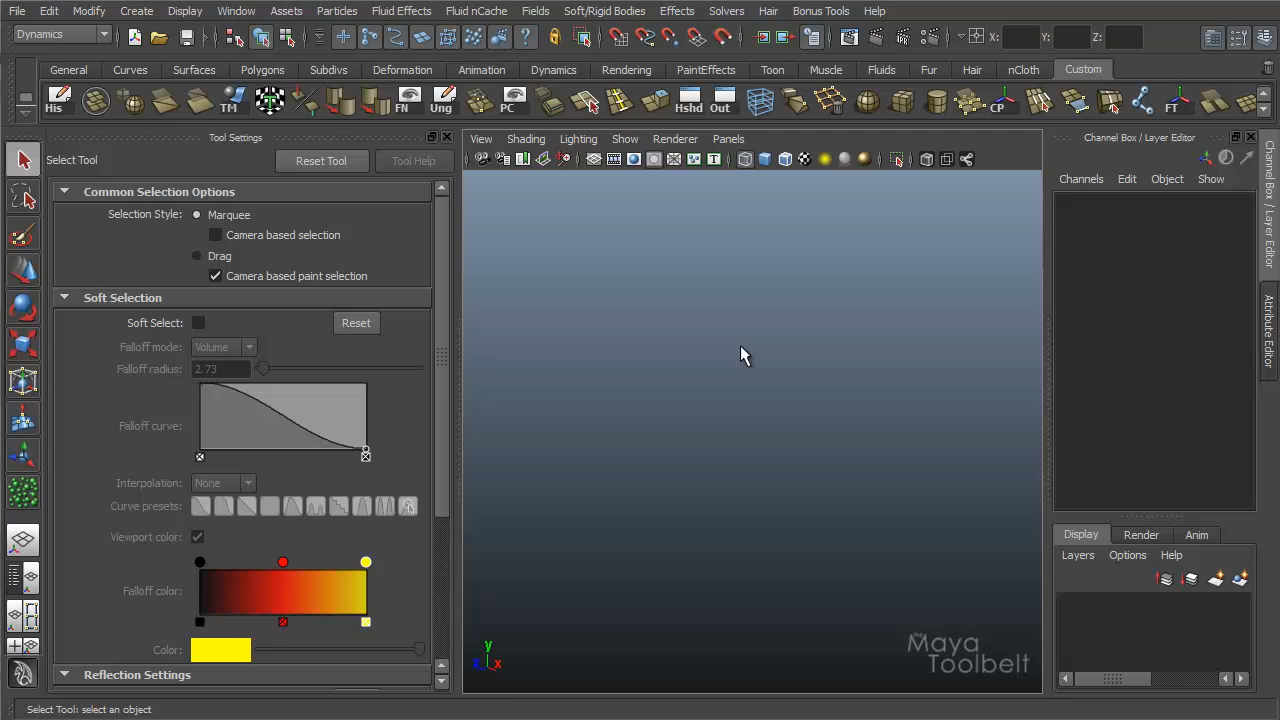 File Edit Modify Create Display Window Assets Particles Fluid Effects Fluid nCache Fields Soft/Rigid Bodies Effects Solvers Hair Bonus Tools Help
Dynamics X: Y: Z:
General Curves Surfaces Polygons Subdivs Deformation Animation Dynamics Rendering PaintEffects Toon Muscle Fluids Fur Hair nCloth Custom
His TM FN Ung PC Hshd Out CP FT
Tool Settings
Select Tool Reset Tool Tool Help
Common Selection Options
Selection Style: Marquee
Camera based selection
Drag
Camera based paint selection
Soft Selection
Soft Select: Reset
Falloff mode: Volume
Falloff radius: 2.73
Falloff curve:
Interpolation: None
Curve presets:
Viewport color:
Falloff color:
Color:
Reflection Settings
Select Tool: select an object
View Shading Lighting Show Renderer Panels
y
z x
The
Maya
Toolbelt
Channel Box / Layer Editor
Channels Edit Object Show
Display Render Anim
Layers Options Help
Channel Box / Layer Editor
Attribute Editor